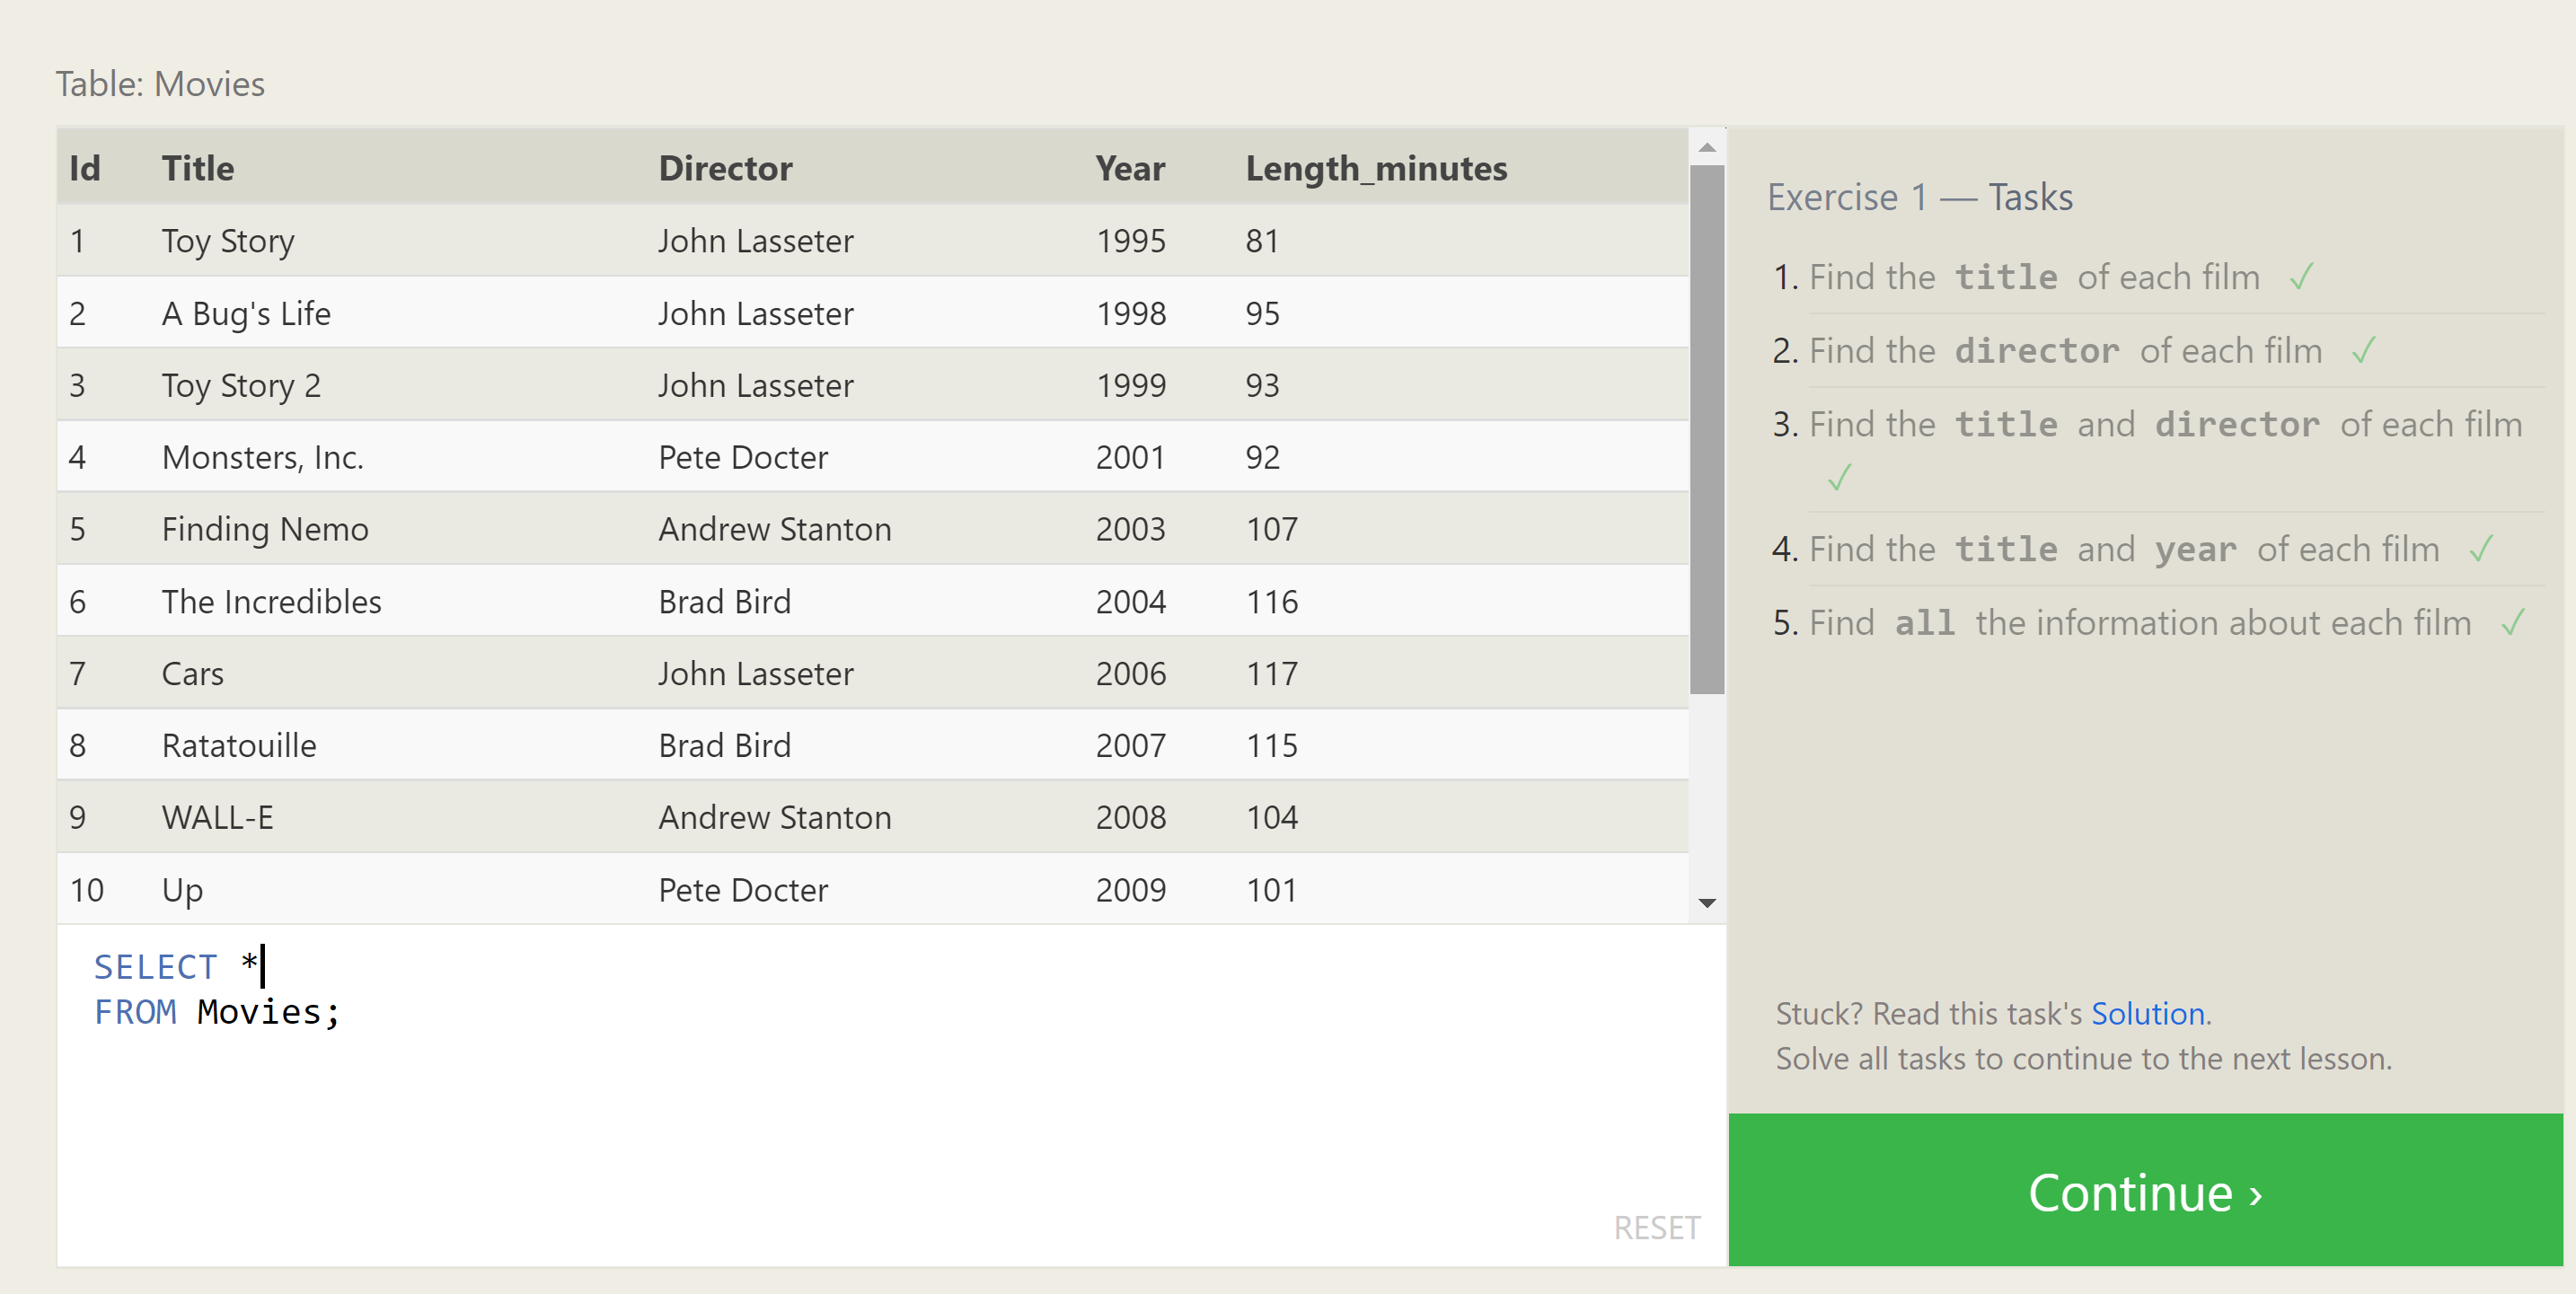 Table: Movies
Id Title Director Year Length_minutes
1 Toy Story John Lasseter 1995 81
2 A Bug's Life John Lasseter 1998 95
3 Toy Story 2 John Lasseter 1999 93
4 Monsters, Inc. Pete Docter 2001 92
5 Finding Nemo Andrew Stanton 2003 107
6 The Incredibles Brad Bird 2004 116
7 Cars John Lasseter 2006 117
8 Ratatouille Brad Bird 2007 115
9 WALL-E Andrew Stanton 2008 104
10 Up Pete Docter 2009 101
SELECT *
FROM Movies;
RESET
Exercise 1 — Tasks
1. Find the title of each film ✓
2. Find the director of each film ✓
3. Find the title and director of each film
✓
4. Find the title and year of each film ✓
5. Find all the information about each film ✓
Stuck? Read this task's Solution.
Solve all tasks to continue to the next lesson.
Continue ›